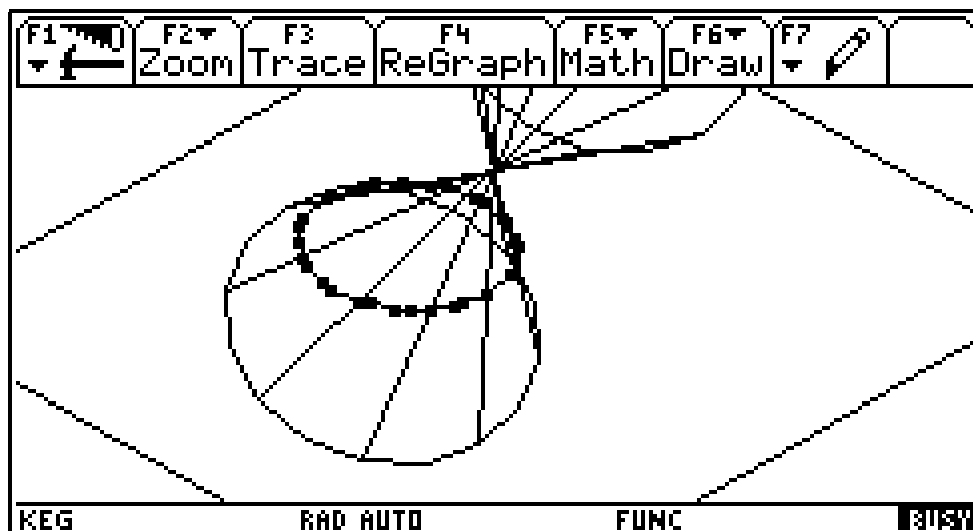 F1 F2 F3 F4 F5 F6 F7
Zoom Trace ReGraph Math Draw
KEG RAD AUTO FUNC BUSY